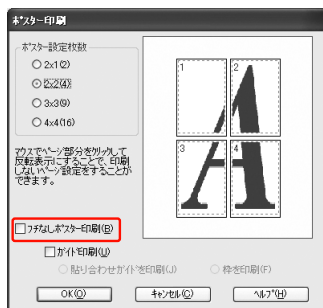 ポスター印刷
ポスター設定枚数
2x1(2)
2x2(4)
3x3(9)
4x4(16)
1
2
3
4
マウスでページ部分をクリックして
反転表示にすることで、印刷
しないページ設定をすることが
できます。
フチなしポスター印刷(B)
ガイド印刷(U)
貼り合わせガイドを印刷(J)
枠を印刷(F)
OK(O)
キャンセル(C)
ヘルプ(H)